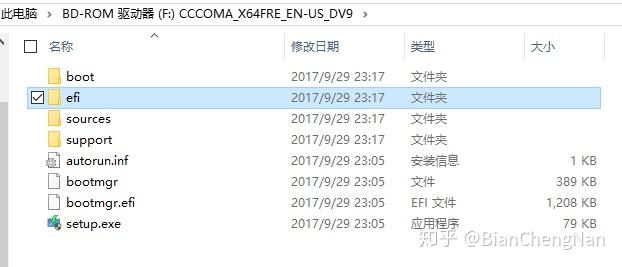 此电脑 > BD-ROM 驱动器 (F:) CCCOMA_X64FRE_EN-US_DV9 >
名称 修改日期 类型 大小
boot 2017/9/29 23:17 文件夹
efi 2017/9/29 23:17 文件夹
sources 2017/9/29 23:17 文件夹
support 2017/9/29 23:17 文件夹
autorun.inf 2017/9/29 23:05 安装信息 1 KB
bootmgr 2017/9/29 23:05 文件 389 KB
bootmgr.efi 2017/9/29 23:05 EFI 文件 1,208 KB
setup.exe 2017/9/29 23:05 应用程序 79 KB
知乎 @BianChengNan